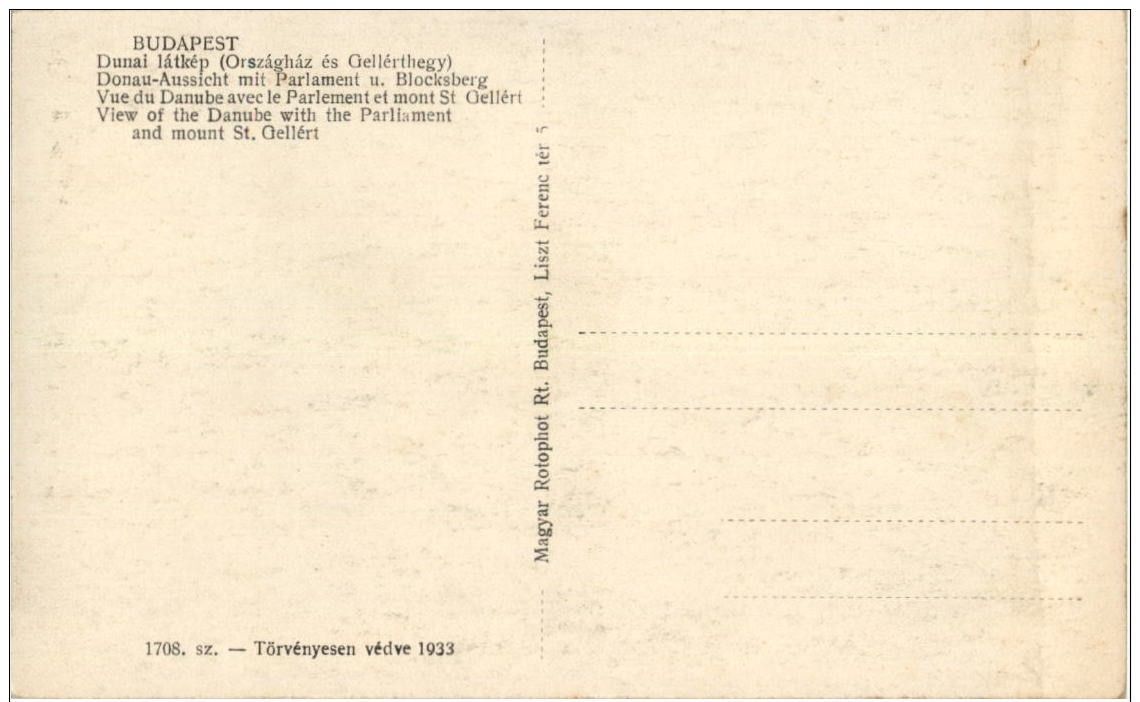 BUDAPEST
Dunai látkép (Országház és Gellérthegy)
Donau-Aussicht mit Parlament u. Blocksberg
Vue du Danube avec le Parlement et mont St Gellért
View of the Danube with the Parliament
and mount St. Gellért
Magyar Rotophot Rt. Budapest, Liszt Ferenc tér 5
1708. sz. — Törvényesen védve 1933